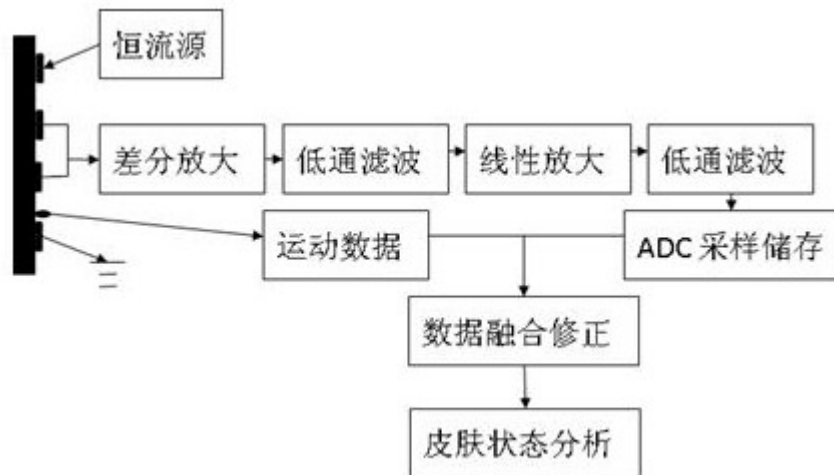 恒流源
差分放大
低通滤波
线性放大
低通滤波
运动数据
ADC 采样储存
数据融合修正
皮肤状态分析